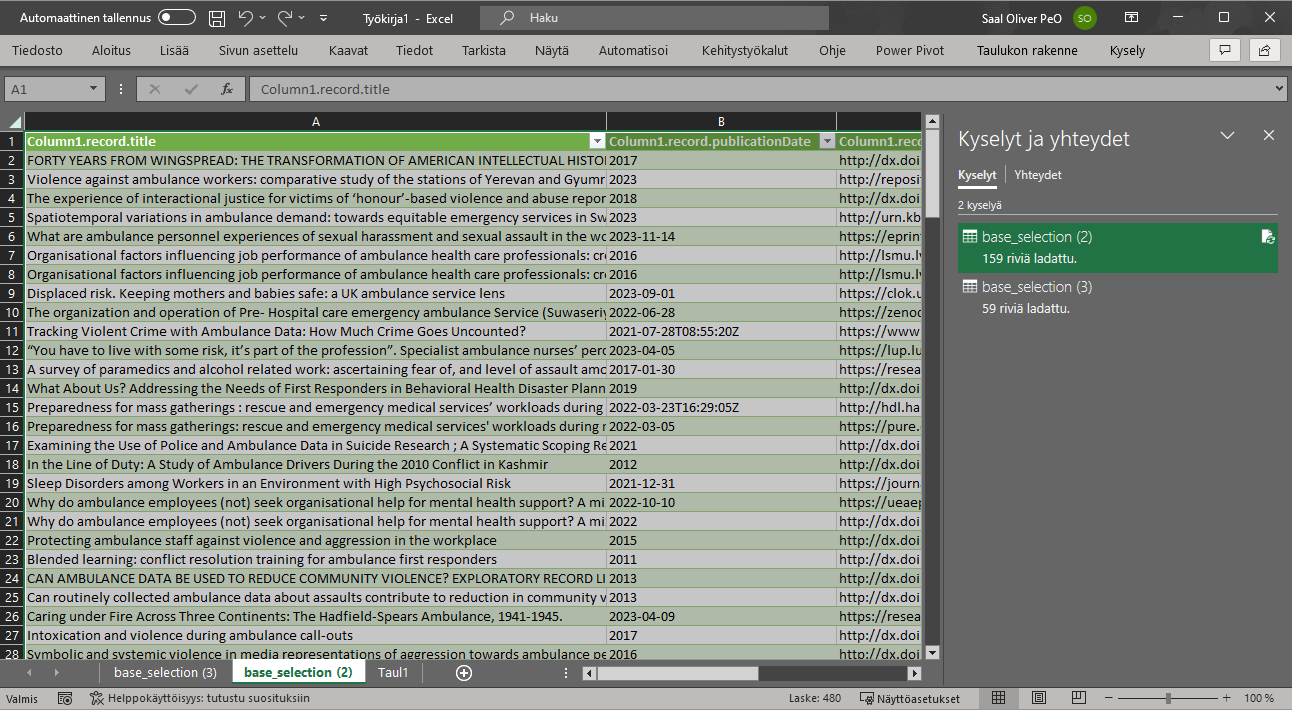 Automaattinen tallennus
Työkirja1 - Excel
Haku
Saal Oliver PeO
SO
Tiedosto Aloitus Lisää Sivun asettelu Kaavat Tiedot Tarkista Näytä Automatisoi Kehitystyökalut Ohje Power Pivot Taulukon rakenne Kysely
A1 fx Column1.record.title
A B
1 Column1.record.title Column1.record.publicationDate Column1.reco
2 FORTY YEARS FROM WINGSPREAD: THE TRANSFORMATION OF AMERICAN INTELLECTUAL HISTO 2017 http://dx.doi
3 Violence against ambulance workers: comparative study of the stations of Yerevan and Gyumr 2023 http://reposit
4 The experience of interactional justice for victims of ‘honour’-based violence and abuse repor 2018 http://dx.doi
5 Spatiotemporal variations in ambulance demand: towards equitable emergency services in Sw 2023 http://urn.kb
6 What are ambulance personnel experiences of sexual harassment and sexual assault in the wo 2023-11-14 https://eprin
7 Organisational factors influencing job performance of ambulance health care professionals: cro 2016 http://lsmu.lv
8 Organisational factors influencing job performance of ambulance health care professionals: cro 2016 http://lsmu.lv
9 Displaced risk. Keeping mothers and babies safe: a UK ambulance service lens 2023-09-01 https://clok.u
10 The organization and operation of Pre- Hospital care emergency ambulance Service (Suwaseriy 2022-06-28 https://zenod
11 Tracking Violent Crime with Ambulance Data: How Much Crime Goes Uncounted? 2021-07-28T08:55:20Z https://www
12 “You have to live with some risk, it’s part of the profession”. Specialist ambulance nurses’ perc 2023-04-05 https://lup.lu
13 A survey of paramedics and alcohol related work: ascertaining fear of, and level of assault amo 2017-01-30 https://resea
14 What About Us? Addressing the Needs of First Responders in Behavioral Health Disaster Plann 2019 http://dx.doi
15 Preparedness for mass gatherings : rescue and emergency medical services’ workloads during 2022-03-23T16:29:05Z http://hdl.ha
16 Preparedness for mass gatherings: rescue and emergency medical services' workloads during r 2022-03-05 https://pure.
17 Examining the Use of Police and Ambulance Data in Suicide Research ; A Systematic Scoping Re 2021 http://dx.doi
18 In the Line of Duty: A Study of Ambulance Drivers During the 2010 Conflict in Kashmir 2012 http://dx.doi
19 Sleep Disorders among Workers in an Environment with High Psychosocial Risk 2021-12-31 https://journa
20 Why do ambulance employees (not) seek organisational help for mental health support? A mi 2022-10-10 https://ueaep
21 Why do ambulance employees (not) seek organisational help for mental health support? A mi 2022 http://dx.doi
22 Protecting ambulance staff against violence and aggression in the workplace 2015 http://dx.doi
23 Blended learning: conflict resolution training for ambulance first responders 2011 http://dx.doi
24 CAN AMBULANCE DATA BE USED TO REDUCE COMMUNITY VIOLENCE? EXPLORATORY RECORD LI 2013 http://dx.doi
25 Can routinely collected ambulance data about assaults contribute to reduction in community v 2013 http://dx.doi
26 Caring under Fire Across Three Continents: The Hadfield-Spears Ambulance, 1941-1945. 2023-04-09 https://resea
27 Intoxication and violence during ambulance call-outs 2017 http://dx.doi
28 Symbolic and systemic violence in media representations of aggression towards ambulance pe 2016 http://dx.doi
Kyselyt ja yhteydet
Kyselyt Yhteydet
2 kyselyä
base_selection (2)
159 riviä ladattu.
base_selection (3)
59 riviä ladattu.
base_selection (3) base_selection (2) Taul1
Valmis Helppokäyttöisyys: tutustu suosituksiin Laske: 480 Näyttöasetukset 100 %